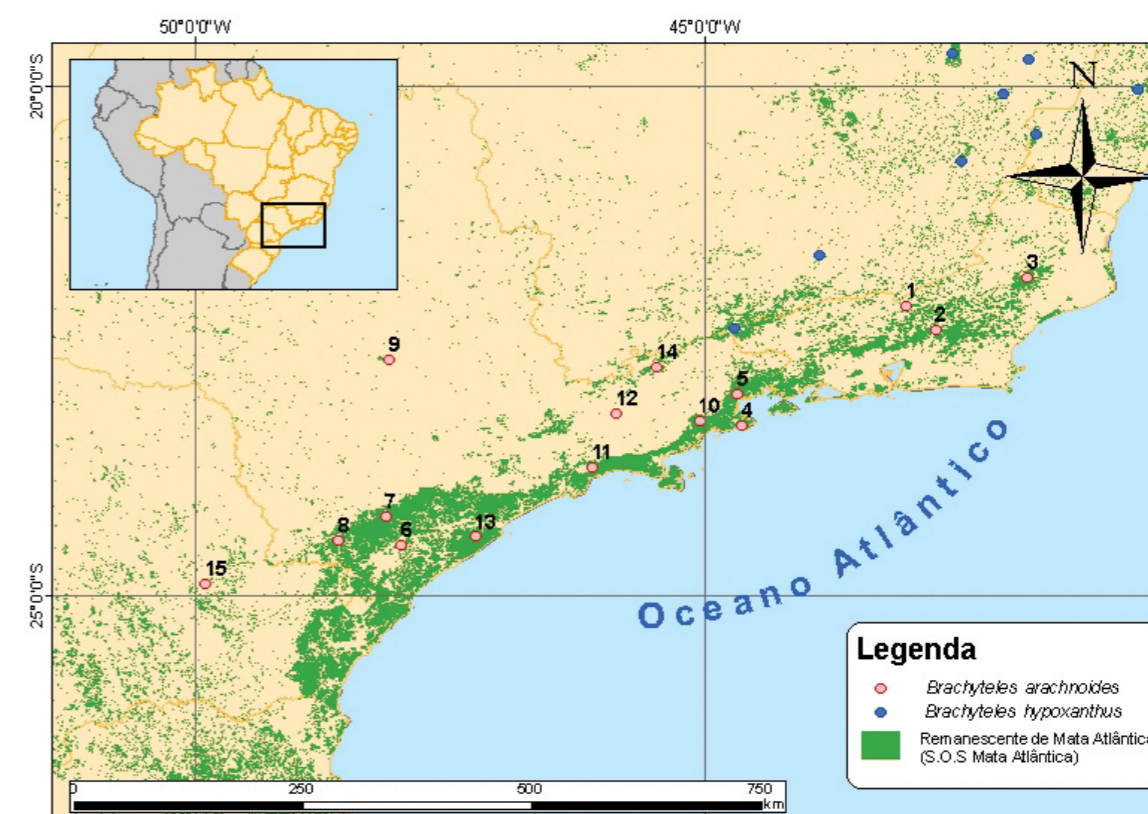 50°0'0"W
45°0'0"W
20°0'0"S
N
3
1
2
9
14
5
12
10
4
11
7
8
6
13
15
25°0'0"S
Oceano Atlântico
Legenda
Brachyteles arachnoides
Brachyteles hypoxanthus
Remanescente de Mata Atlântica
(S.O.S Mata Atlântica)
0 250 500 750
km